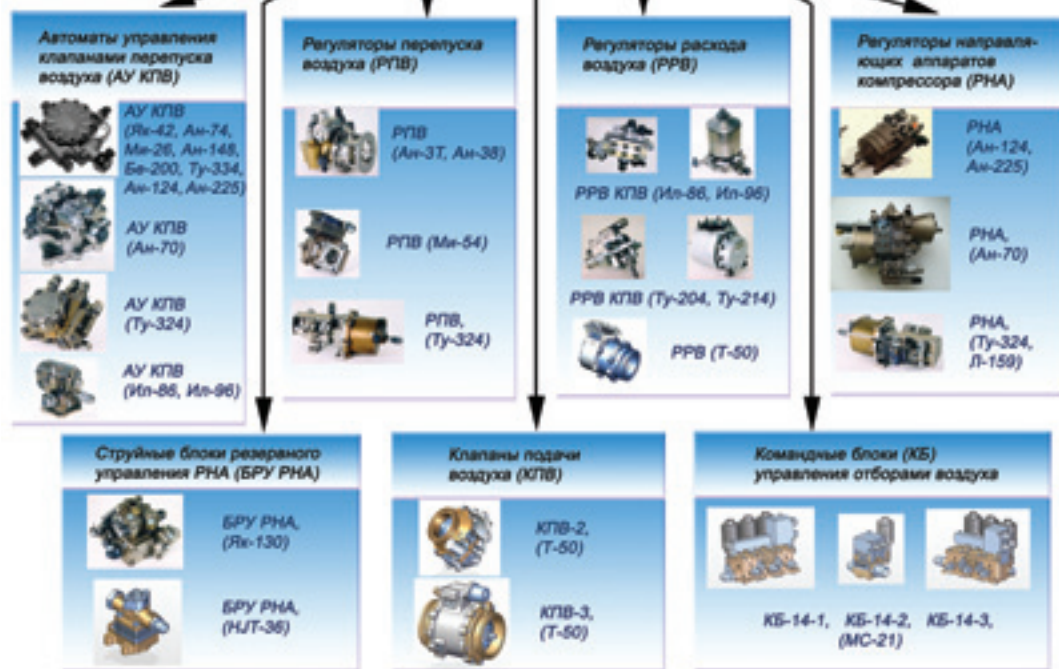 Автоматы управления
клапанами перепуска
воздуха (АУ КПВ)
АУ КПВ
(Як-42, Ан-74,
Ми-26, Ан-148,
Бе-200, Ту-334,
Ан-124, Ан-225)
АУ КПВ
(Ан-70)
АУ КПВ
(Ту-324)
АУ КПВ
(Ил-86, Ил-96)
Регуляторы перепуска
воздуха (РПВ)
РПВ
(Ан-3Т, Ан-38)
РПВ (Ми-54)
РПВ,
(Ту-324)
Регуляторы расхода
воздуха (РРВ)
РРВ КПВ (Ил-86, Ил-96)
РРВ КПВ (Ту-204, Ту-214)
РРВ (Т-50)
Регуляторы направля-
ющих аппаратов
компрессора (РНА)
РНА
(Ан-124,
Ан-225)
РНА,
(Ан-70)
РНА,
(Ту-324,
Л-159)
Струйные блоки резервного
управления РНА (БРУ РНА)
БРУ РНА,
(Як-130)
БРУ РНА,
(HJT-36)
Клапаны подачи
воздуха (КПВ)
КПВ-2,
(Т-50)
КПВ-3,
(Т-50)
Командные блоки (КБ)
управления отборами воздуха
КБ-14-1, КБ-14-2, КБ-14-3,
(МС-21)